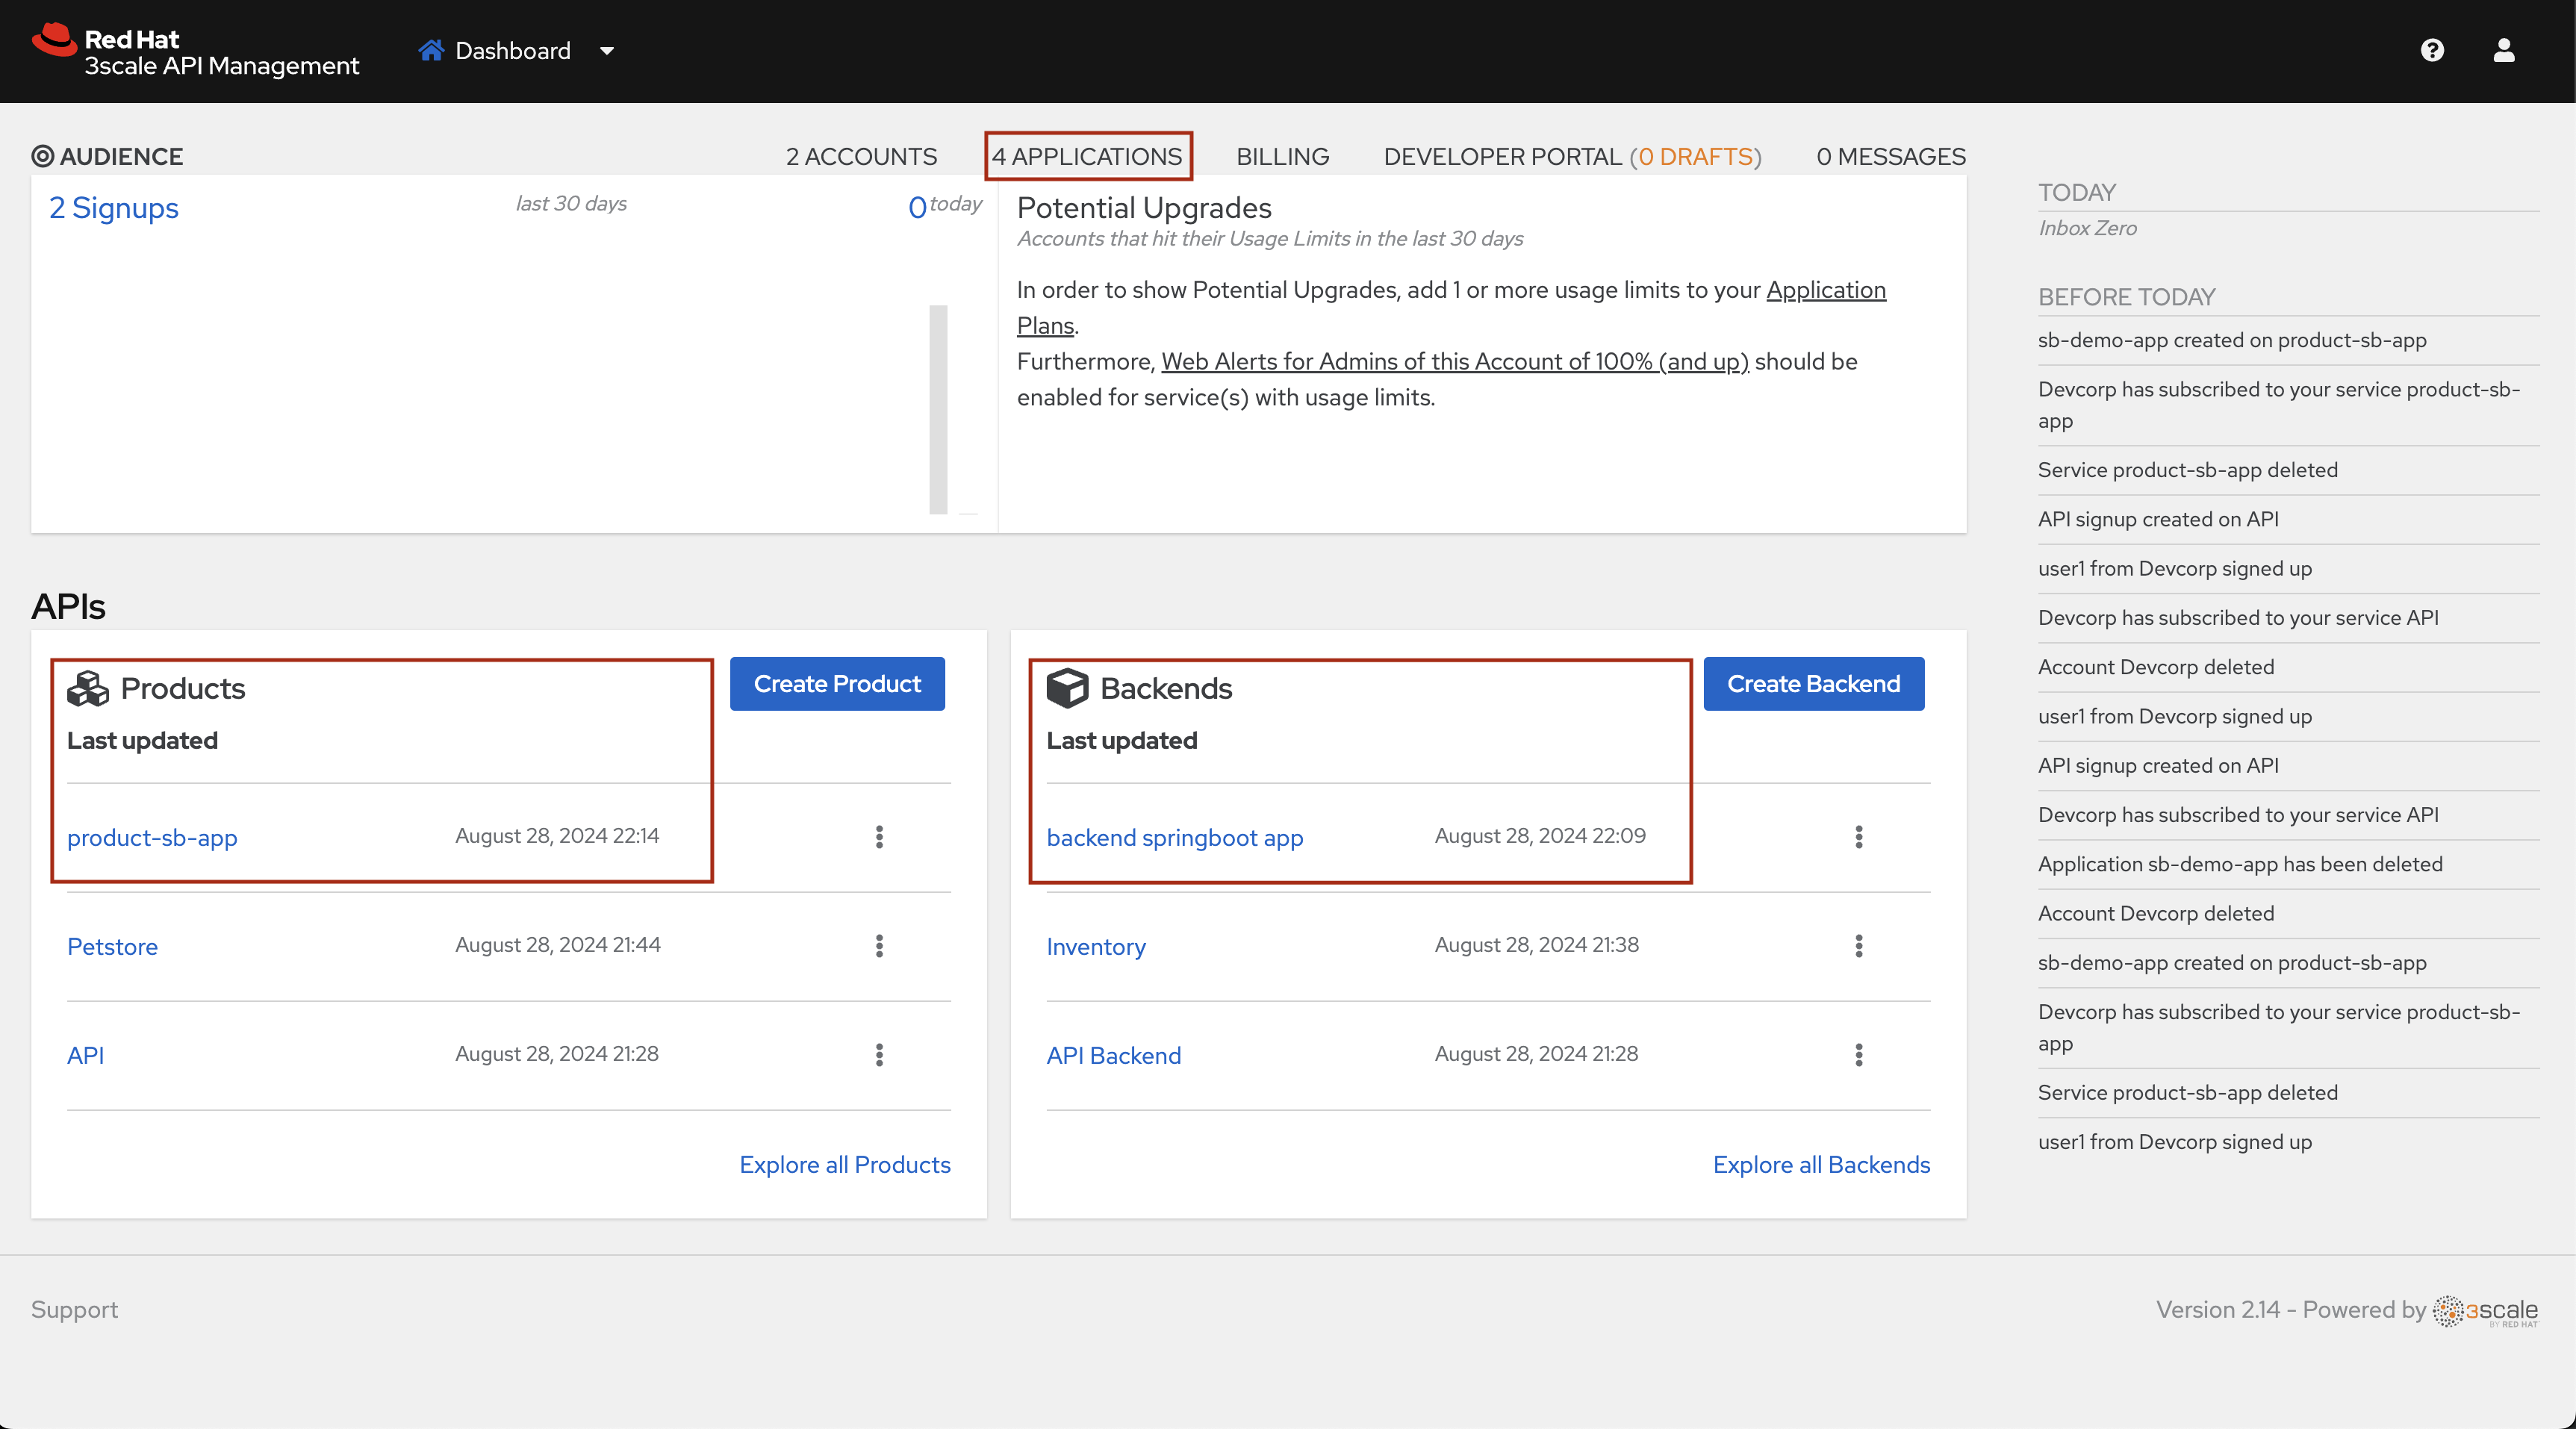 Red Hat
3scale API Management
Dashboard
AUDIENCE
2 ACCOUNTS
4 APPLICATIONS
BILLING
DEVELOPER PORTAL (0 DRAFTS)
0 MESSAGES
2 Signups
last 30 days
0 today
Potential Upgrades
Accounts that hit their Usage Limits in the last 30 days
In order to show Potential Upgrades, add 1 or more usage limits to your Application
Plans.
Furthermore, Web Alerts for Admins of this Account of 100% (and up) should be
enabled for service(s) with usage limits.
APIs
Products
Create Product
Last updated
product-sb-app
August 28, 2024 22:14
Petstore
August 28, 2024 21:44
API
August 28, 2024 21:28
Explore all Products
Backends
Create Backend
Last updated
backend springboot app
August 28, 2024 22:09
Inventory
August 28, 2024 21:38
API Backend
August 28, 2024 21:28
Explore all Backends
TODAY
Inbox Zero
BEFORE TODAY
sb-demo-app created on product-sb-app
Devcorp has subscribed to your service product-sb-
app
Service product-sb-app deleted
API signup created on API
user1 from Devcorp signed up
Devcorp has subscribed to your service API
Account Devcorp deleted
user1 from Devcorp signed up
API signup created on API
Devcorp has subscribed to your service API
Application sb-demo-app has been deleted
Account Devcorp deleted
sb-demo-app created on product-sb-app
Devcorp has subscribed to your service product-sb-
app
Service product-sb-app deleted
user1 from Devcorp signed up
Support
Version 2.14 - Powered by 3scale
BY RED HAT